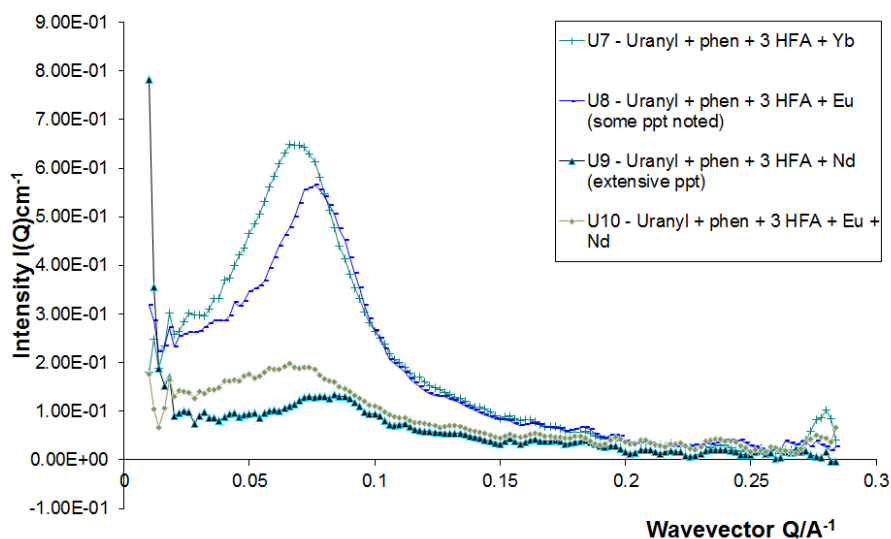 9.00E-01
8.00E-01
7.00E-01
6.00E-01
5.00E-01
4.00E-01
3.00E-01
2.00E-01
1.00E-01
0.00E+00
-1.00E-01
Intensity I(Q)cm-1
0
0.05
0.1
0.15
0.2
0.25
0.3
Wavevector Q/A-1
U7 - Uranyl + phen + 3 HFA + Yb
U8 - Uranyl + phen + 3 HFA + Eu
(some ppt noted)
U9 - Uranyl + phen + 3 HFA + Nd
(extensive ppt)
U10 - Uranyl + phen + 3 HFA + Eu +
Nd